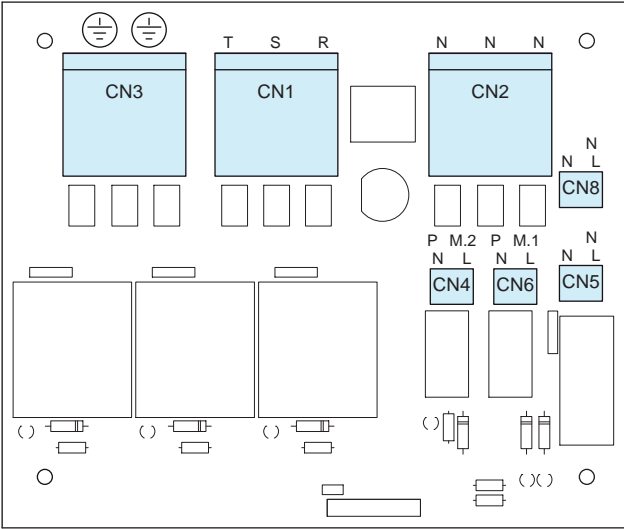 T S R
N N N
CN3
CN1
CN2
N
N L
CN8
P M.2 P M.1
N L N L
N
N L
CN4
CN6
CN5